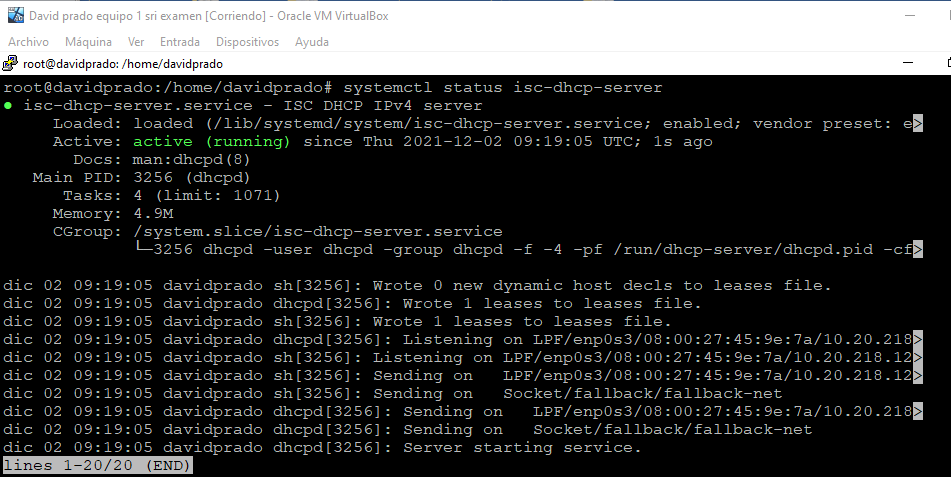 David prado equipo 1 sri examen [Corriendo] - Oracle VM VirtualBox
Archivo Máquina Ver Entrada Dispositivos Ayuda
root@davidprado: /home/davidprado
root@davidprado:/home/davidprado# systemctl status isc-dhcp-server
● isc-dhcp-server.service - ISC DHCP IPv4 server
Loaded: loaded (/lib/systemd/system/isc-dhcp-server.service; enabled; vendor preset: e>
Active: active (running) since Thu 2021-12-02 09:19:05 UTC; 1s ago
Docs: man:dhcpd(8)
Main PID: 3256 (dhcpd)
Tasks: 4 (limit: 1071)
Memory: 4.9M
CGroup: /system.slice/isc-dhcp-server.service
└─3256 dhcpd -user dhcpd -group dhcpd -f -4 -pf /run/dhcp-server/dhcpd.pid -cf>
dic 02 09:19:05 davidprado sh[3256]: Wrote 0 new dynamic host decls to leases file.
dic 02 09:19:05 davidprado dhcpd[3256]: Wrote 1 leases to leases file.
dic 02 09:19:05 davidprado sh[3256]: Wrote 1 leases to leases file.
dic 02 09:19:05 davidprado dhcpd[3256]: Listening on LPF/enp0s3/08:00:27:45:9e:7a/10.20.218>
dic 02 09:19:05 davidprado sh[3256]: Listening on LPF/enp0s3/08:00:27:45:9e:7a/10.20.218.12>
dic 02 09:19:05 davidprado sh[3256]: Sending on   LPF/enp0s3/08:00:27:45:9e:7a/10.20.218.12>
dic 02 09:19:05 davidprado sh[3256]: Sending on   Socket/fallback/fallback-net
dic 02 09:19:05 davidprado dhcpd[3256]: Sending on   LPF/enp0s3/08:00:27:45:9e:7a/10.20.218>
dic 02 09:19:05 davidprado dhcpd[3256]: Sending on   Socket/fallback/fallback-net
dic 02 09:19:05 davidprado dhcpd[3256]: Server starting service.
lines 1-20/20 (END)